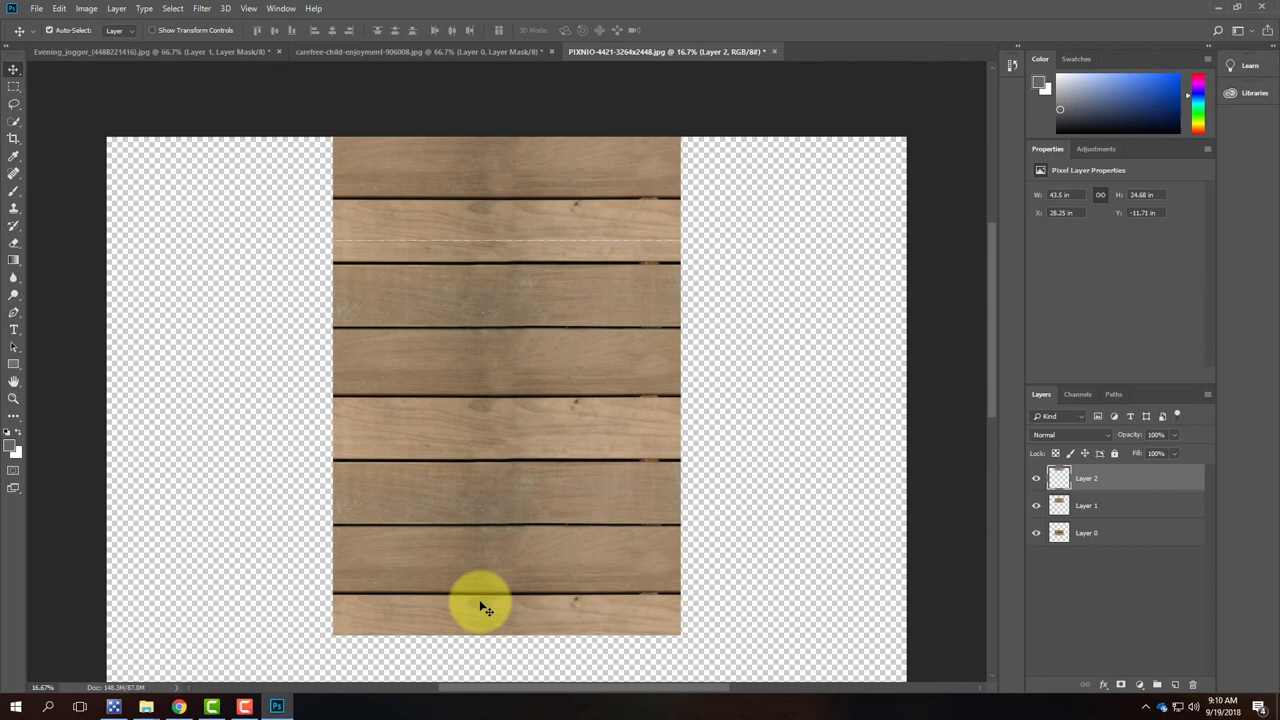 Ps File Edit Image Layer Type Select Filter 3D View Window Help
Auto-Select: Layer Show Transform Controls 3D Mode:
Evening_jogger_(4488221416).jpg @ 66.7% (Layer 1, Layer Mask/8) * × carefree-child-enjoyment-906008.jpg @ 66.7% (Layer 0, Layer Mask/8) * × PIXNIO-4421-3264x2448.jpg @ 16.7% (Layer 2, RGB/8#) * ×
Color Swatches
Learn
Libraries
Properties Adjustments
Pixel Layer Properties
W: 43.5 in H: 24.68 in
X: 28.25 in Y: -11.71 in
Layers Channels Paths
Kind
Normal Opacity: 100%
Lock: Fill: 100%
Layer 2
Layer 1
Layer 0
16.67% Doc: 148.3M/87.0M
Ps
9:10 AM
9/19/2018
4